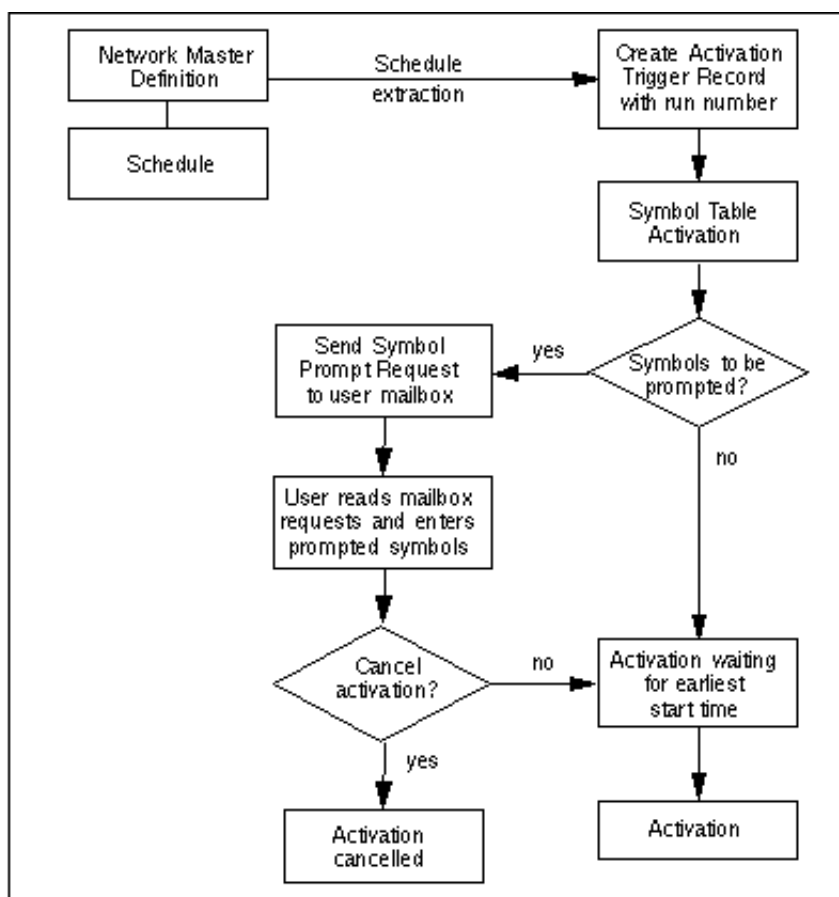 Network Master
Definition
Schedule
extraction
Create Activation
Trigger Record
with run number
Schedule
Symbol Table
Activation
Symbols to be
prompted?
yes
Send Symbol
Prompt Request
to user mailbox
no
User reads mailbox
requests and enters
prompted symbols
Cancel
activation?
no
Activation waiting
for earliest
start time
yes
Activation
cancelled
Activation